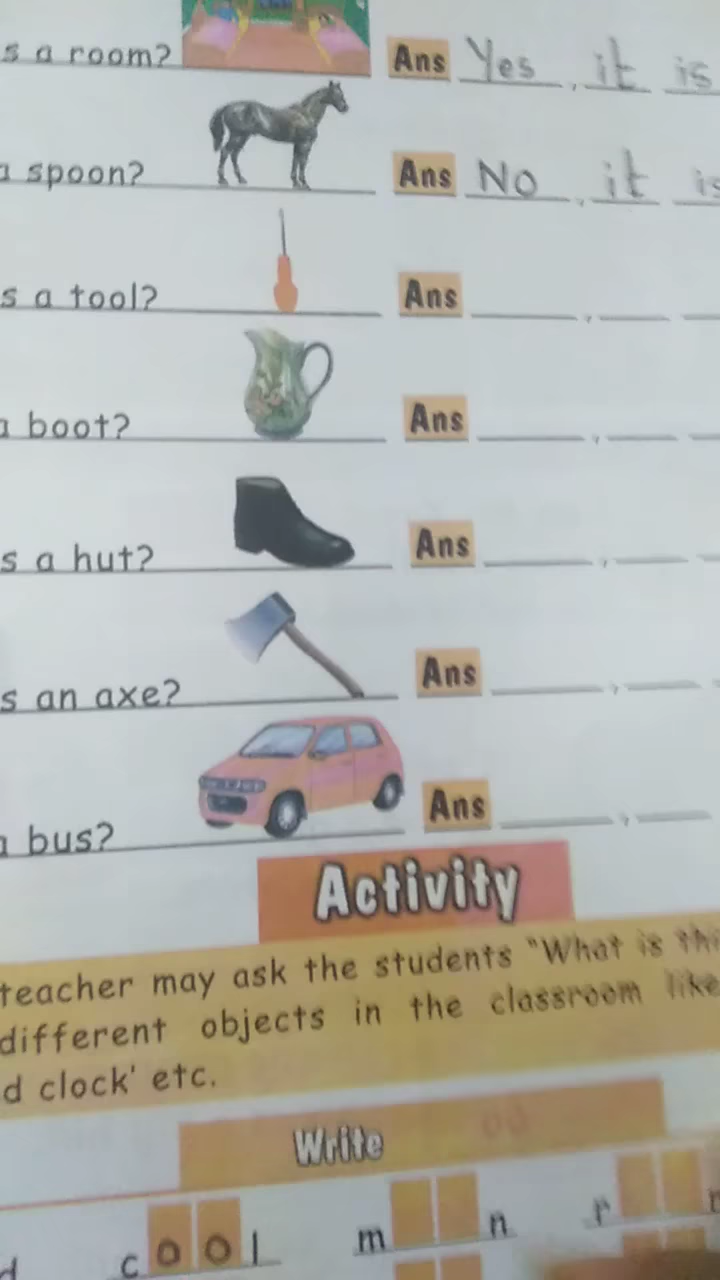 s a room? Ans Yes, it is
a spoon? Ans No, it is
s a tool? Ans
a boot? Ans
s a hut? Ans
s an axe? Ans
a bus? Ans
Activity
teacher may ask the students "What is thi
different objects in the classroom like
d clock' etc.
Write
d cool m n r